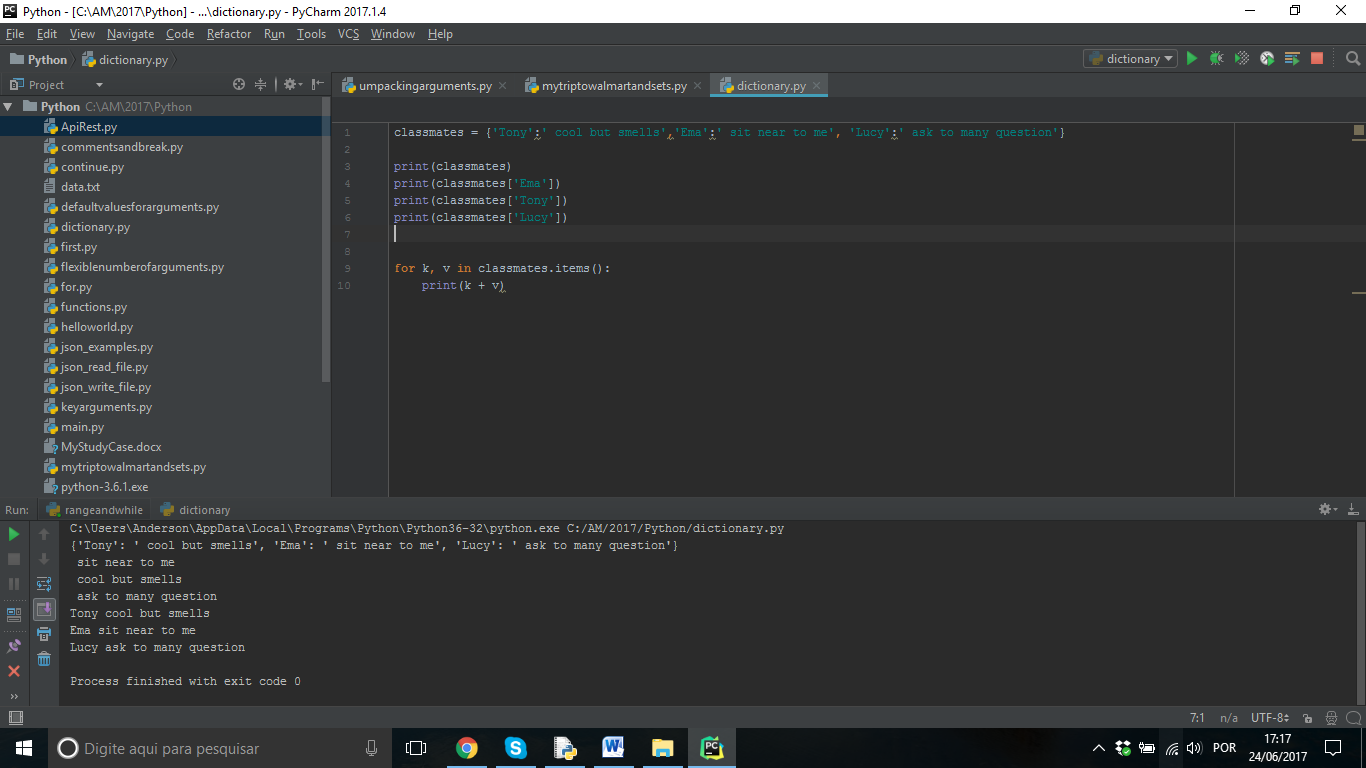 Python - [C:\AM\2017\Python] - ...\dictionary.py - PyCharm 2017.1.4
File Edit View Navigate Code Refactor Run Tools VCS Window Help
Python dictionary.py dictionary
Project
umpackingarguments.py mytriptowalmartandsets.py dictionary.py
Python C:\AM\2017\Python
ApiRest.py
commentsandbreak.py
continue.py
data.txt
defaultvaluesforarguments.py
dictionary.py
first.py
flexiblenumberofarguments.py
for.py
functions.py
helloworld.py
json_examples.py
json_read_file.py
json_write_file.py
keyarguments.py
main.py
MyStudyCase.docx
mytriptowalmartandsets.py
python-3.6.1.exe
1 classmates = {'Tony':' cool but smells','Ema':' sit near to me', 'Lucy':' ask to many question'}
2
3 print(classmates)
4 print(classmates['Ema'])
5 print(classmates['Tony'])
6 print(classmates['Lucy'])
7
8
9 for k, v in classmates.items():
10 print(k + v)
Run: rangeandwhile dictionary
C:\Users\Anderson\AppData\Local\Programs\Python\Python36-32\python.exe C:/AM/2017/Python/dictionary.py
{'Tony': ' cool but smells', 'Ema': ' sit near to me', 'Lucy': ' ask to many question'}
sit near to me
cool but smells
ask to many question
Tony cool but smells
Ema sit near to me
Lucy ask to many question
Process finished with exit code 0
7:1 n/a UTF-8
Digite aqui para pesquisar
POR
17:17
24/06/2017